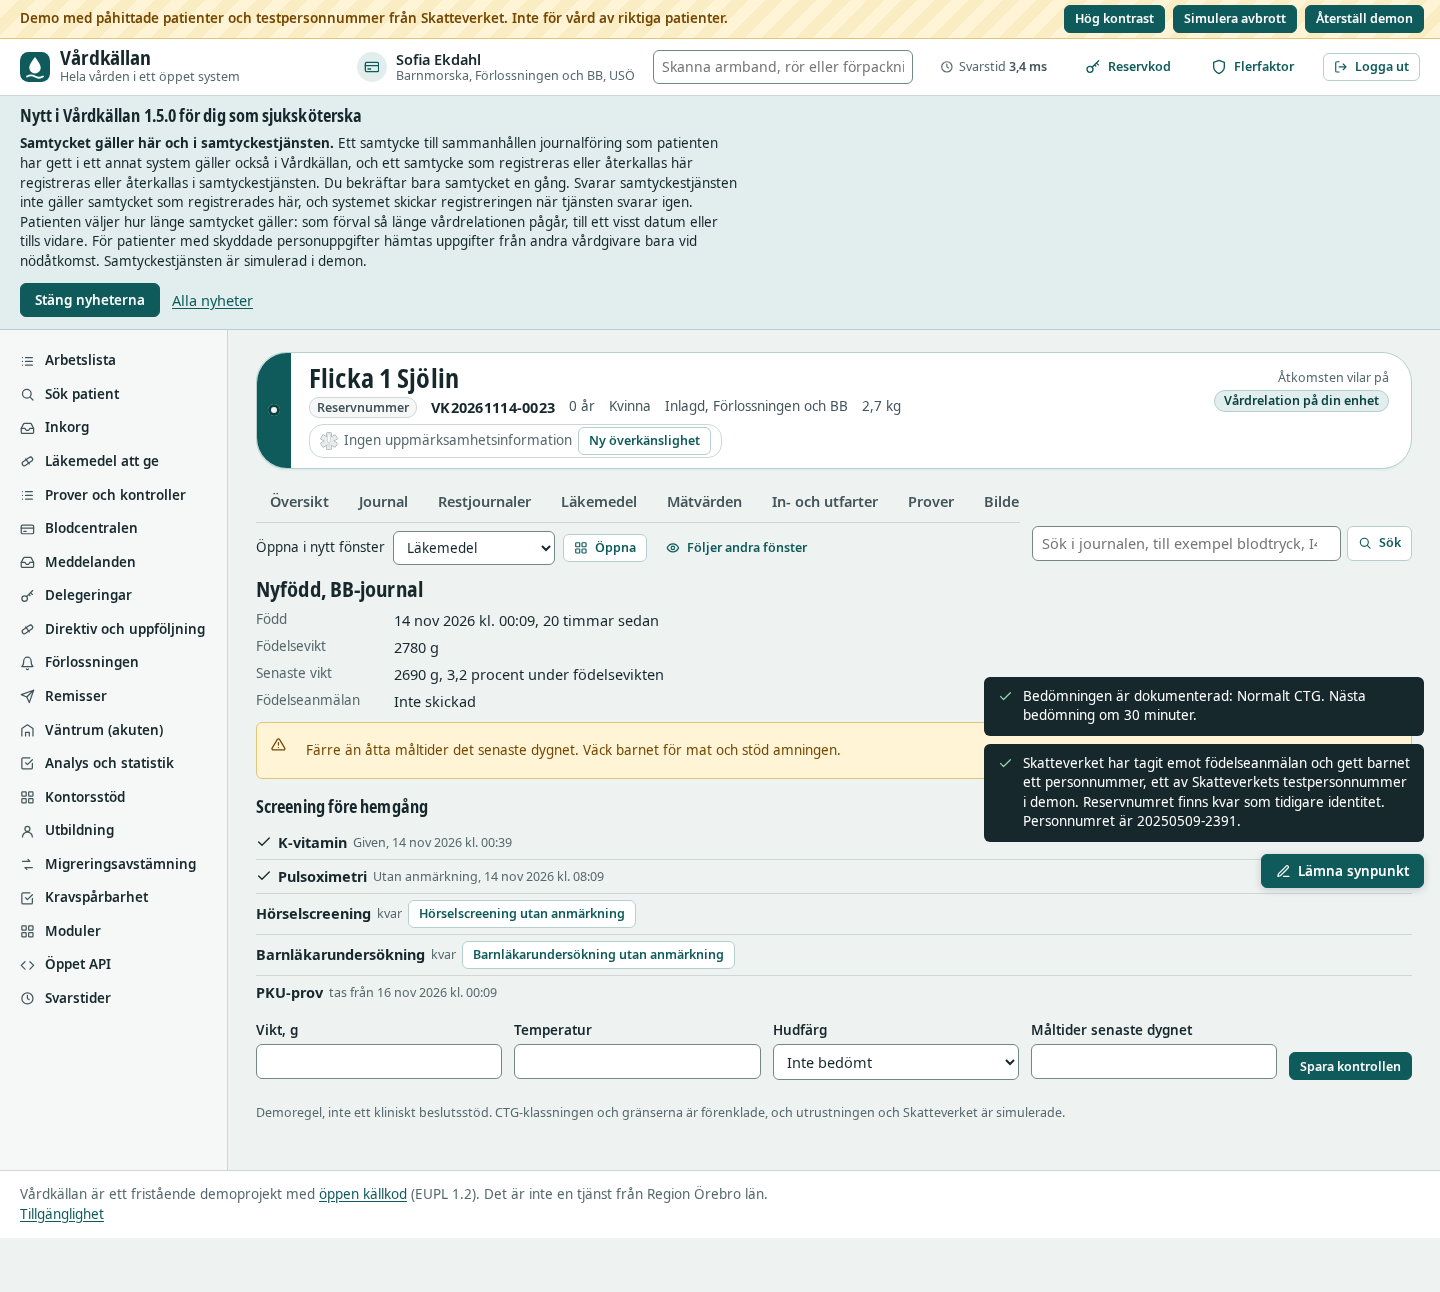 Demo med påhittade patienter och testpersonnummer från Skatteverket. Inte för vård av riktiga patienter.
Hög kontrast
Simulera avbrott
Återställ demon
Vårdkällan
Hela vården i ett öppet system
Sofia Ekdahl
Barnmorska, Förlossningen och BB, USÖ
Skanna armband, rör eller förpackni
Svarstid 3,4 ms
Reservkod
Flerfaktor
Logga ut
Nytt i Vårdkällan 1.5.0 för dig som sjuksköterska
Samtycket gäller här och i samtyckestjänsten. Ett samtycke till sammanhållen journalföring som patienten
har gett i ett annat system gäller också i Vårdkällan, och ett samtycke som registreras eller återkallas här
registreras eller återkallas i samtyckestjänsten. Du bekräftar bara samtycket en gång. Svarar samtyckestjänsten
inte gäller samtycket som registrerades här, och systemet skickar registreringen när tjänsten svarar igen.
Patienten väljer hur länge samtycket gäller: som förval så länge vårdrelationen pågår, till ett visst datum eller
tills vidare. För patienter med skyddade personuppgifter hämtas uppgifter från andra vårdgivare bara vid
nödåtkomst. Samtyckestjänsten är simulerad i demon.
Stäng nyheterna
Alla nyheter
Arbetslista
Sök patient
Inkorg
Läkemedel att ge
Prover och kontroller
Blodcentralen
Meddelanden
Delegeringar
Direktiv och uppföljning
Förlossningen
Remisser
Väntrum (akuten)
Analys och statistik
Kontorsstöd
Utbildning
Migreringsavstämning
Kravspårbarhet
Moduler
Öppet API
Svarstider
Flicka 1 Sjölin
Reservnummer
VK20261114-0023
0 år
Kvinna
Inlagd, Förlossningen och BB
2,7 kg
Ingen uppmärksamhetsinformation
Ny överkänslighet
Åtkomsten vilar på
Vårdrelation på din enhet
Översikt
Journal
Restjournaler
Läkemedel
Mätvärden
In- och utfarter
Prover
Bilde
Öppna i nytt fönster
Läkemedel
Öppna
Följer andra fönster
Sök i journalen, till exempel blodtryck, I4
Sök
Nyfödd, BB-journal
Född
14 nov 2026 kl. 00:09, 20 timmar sedan
Födelsevikt
2780 g
Senaste vikt
2690 g, 3,2 procent under födelsevikten
Födelseanmälan
Inte skickad
Färre än åtta måltider det senaste dygnet. Väck barnet för mat och stöd amningen.
Bedömningen är dokumenterad: Normalt CTG. Nästa
bedömning om 30 minuter.
Skatteverket har tagit emot födelseanmälan och gett barnet
ett personnummer, ett av Skatteverkets testpersonnummer
i demon. Reservnumret finns kvar som tidigare identitet.
Personnumret är 20250509-2391.
Lämna synpunkt
Screening före hemgång
K-vitamin Given, 14 nov 2026 kl. 00:39
Pulsoximetri Utan anmärkning, 14 nov 2026 kl. 08:09
Hörselscreening kvar
Hörselscreening utan anmärkning
Barnläkarundersökning kvar
Barnläkarundersökning utan anmärkning
PKU-prov tas från 16 nov 2026 kl. 00:09
Vikt, g
Temperatur
Hudfärg
Måltider senaste dygnet
Inte bedömt
Spara kontrollen
Demoregel, inte ett kliniskt beslutsstöd. CTG-klassningen och gränserna är förenklade, och utrustningen och Skatteverket är simulerade.
Vårdkällan är ett fristående demoprojekt med öppen källkod (EUPL 1.2). Det är inte en tjänst från Region Örebro län.
Tillgänglighet